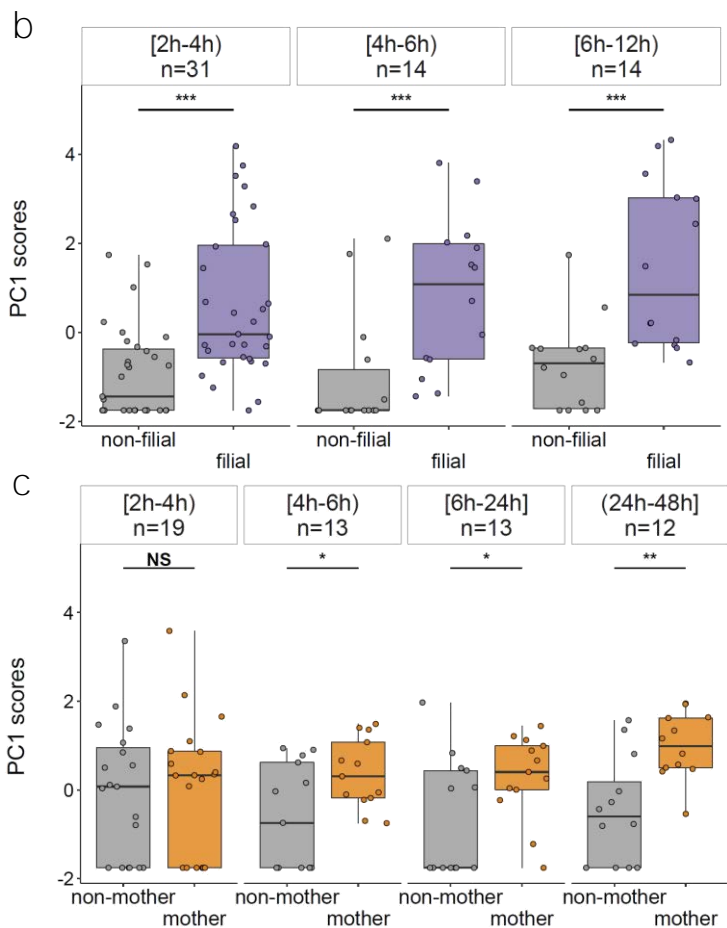 b
[2h-4h) [4h-6h) [6h-12h)
n=31 n=14 n=14
*** *** ***
PC1 scores
4
2
0
-2
non-filial non-filial non-filial
filial filial filial
c
[2h-4h) [4h-6h) [6h-24h] (24h-48h]
n=19 n=13 n=13 n=12
NS * * **
PC1 scores
4
2
0
-2
non-mother non-mother non-mother non-mother
mother mother mother mother